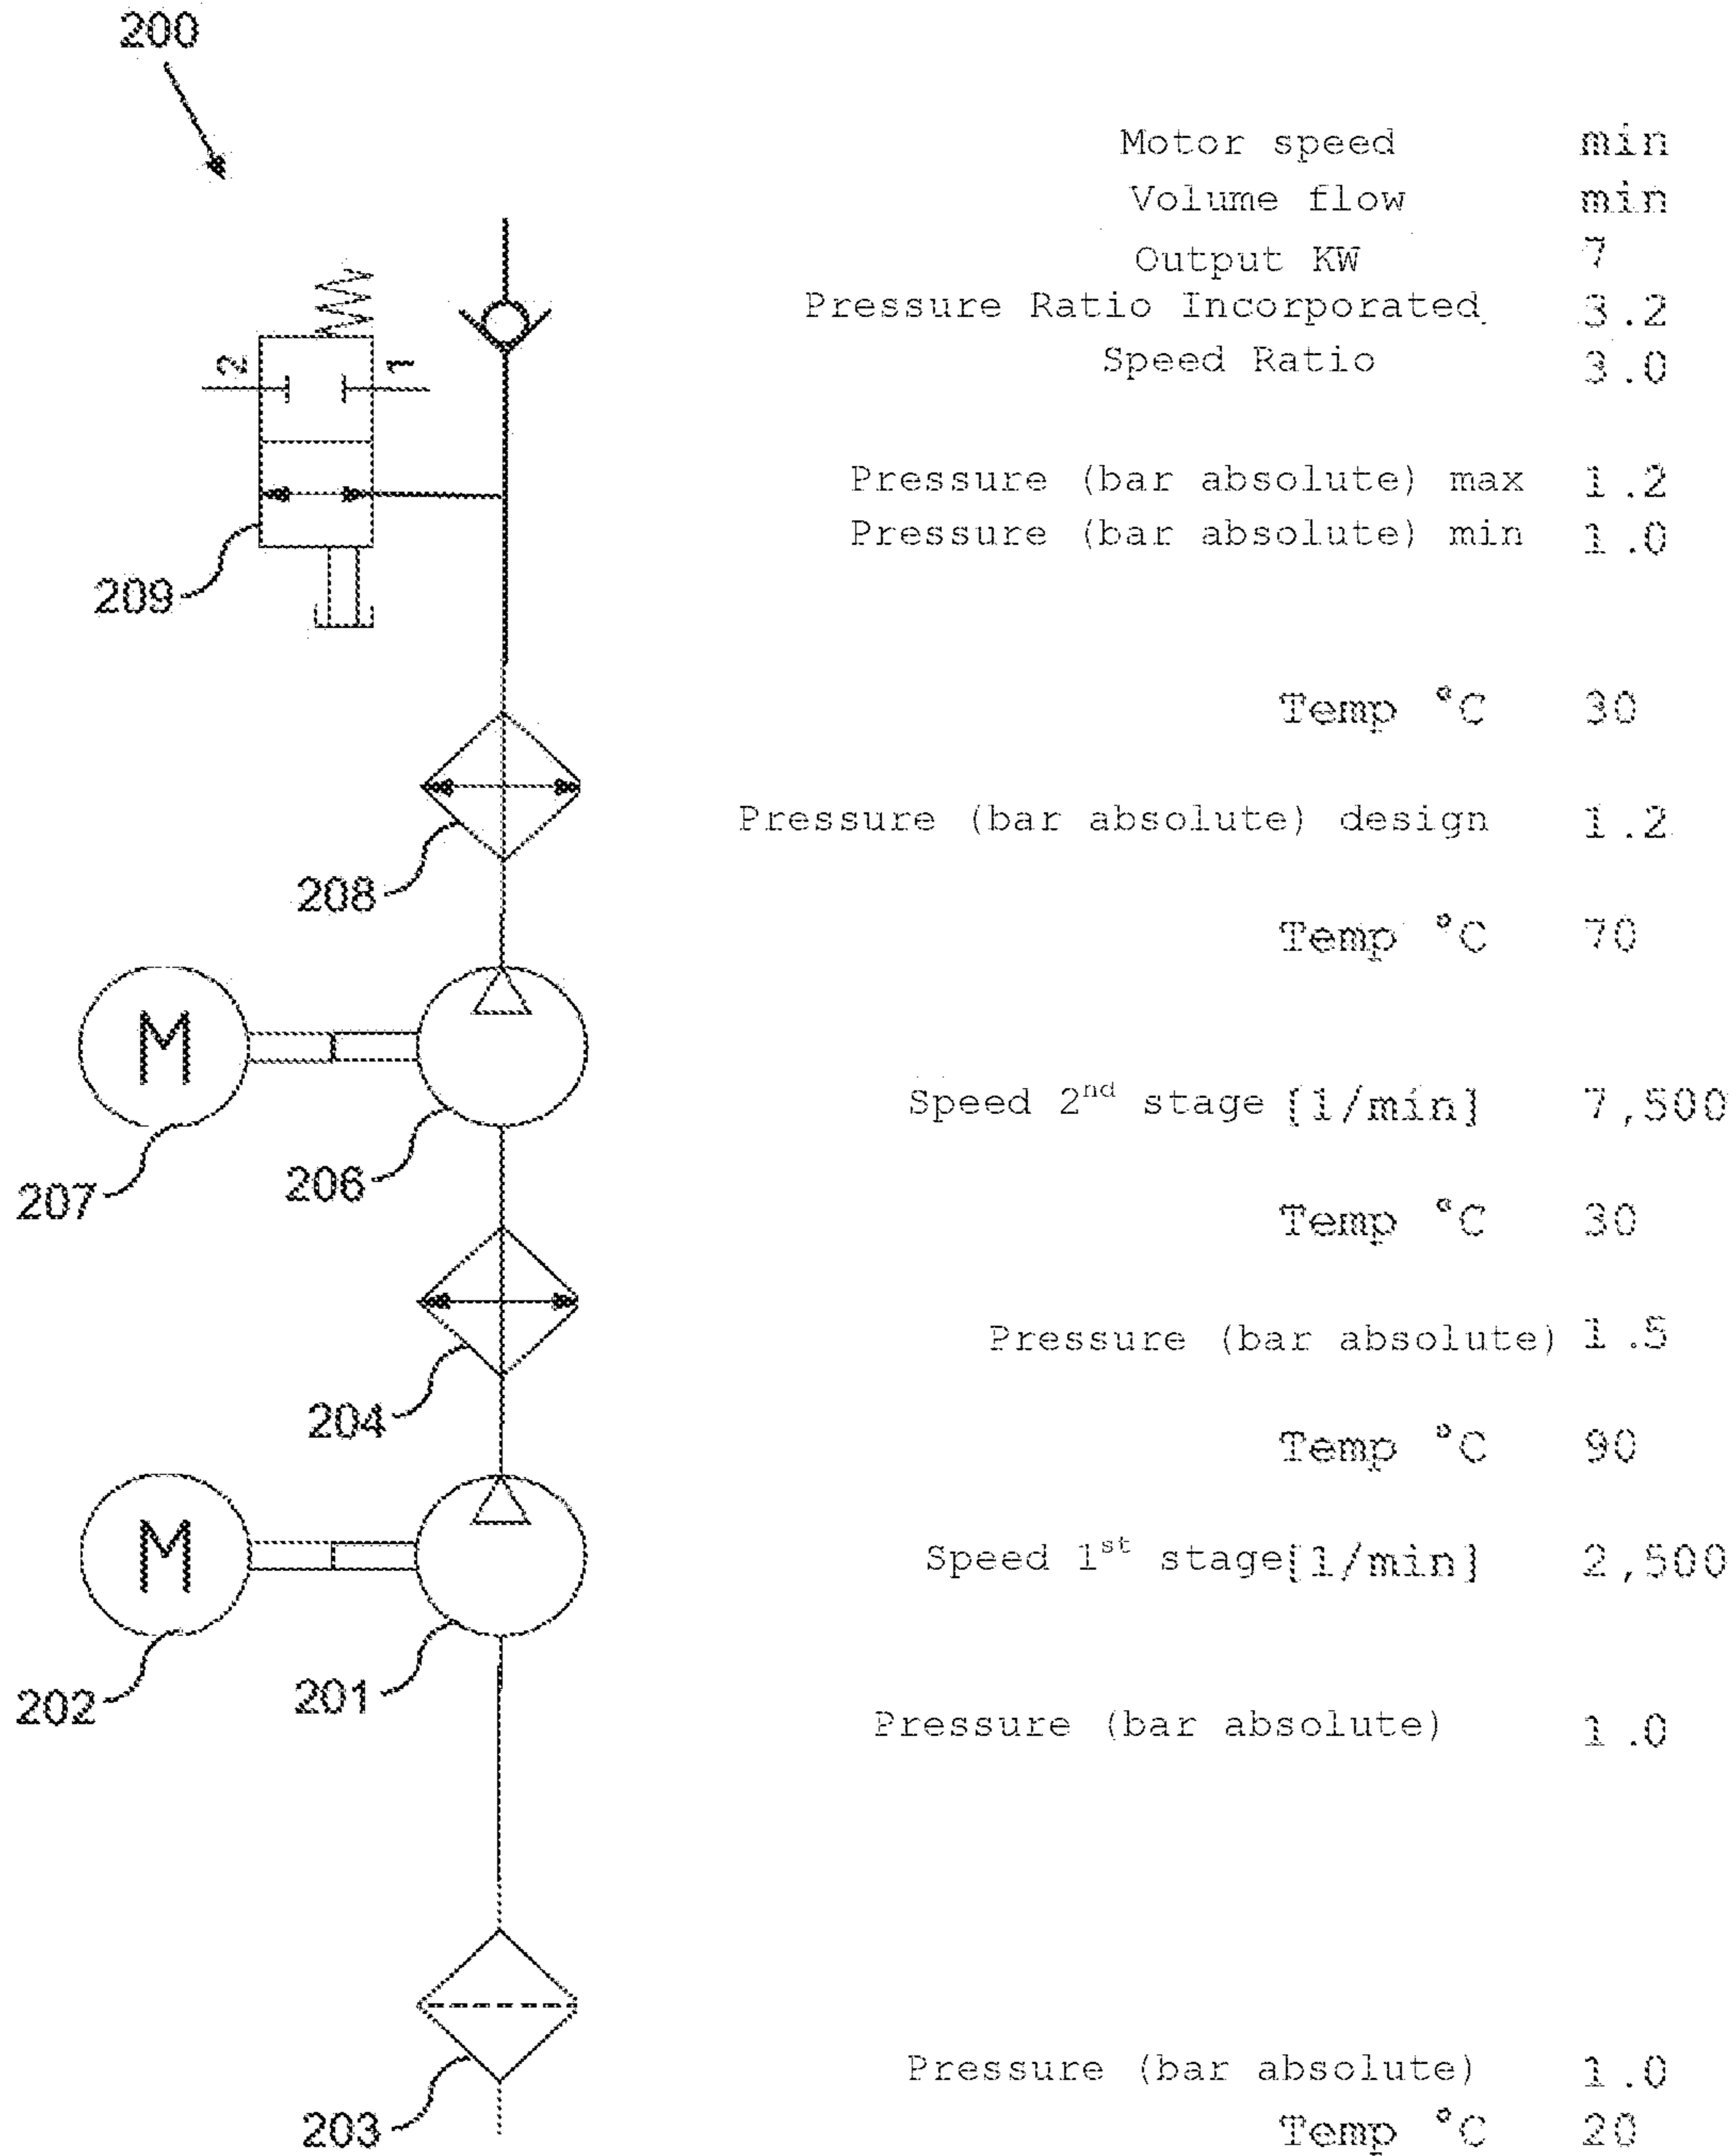 200
Motor speed min
Volume flow min
Output KW 7
Pressure Ratio Incorporated 3.2
Speed Ratio 3.0
2 1
Pressure (bar absolute) max 1.2
Pressure (bar absolute) min 1.0
209
Temp °C 30
Pressure (bar absolute) design 1.2
208
Temp °C 70
M
Speed 2nd stage [1/min] 7,500
207
206
Temp °C 30
Pressure (bar absolute) 1.5
204
Temp °C 90
M
Speed 1st stage[1/min] 2,500
202
201
Pressure (bar absolute) 1.0
Pressure (bar absolute) 1.0
203
Temp °C 20